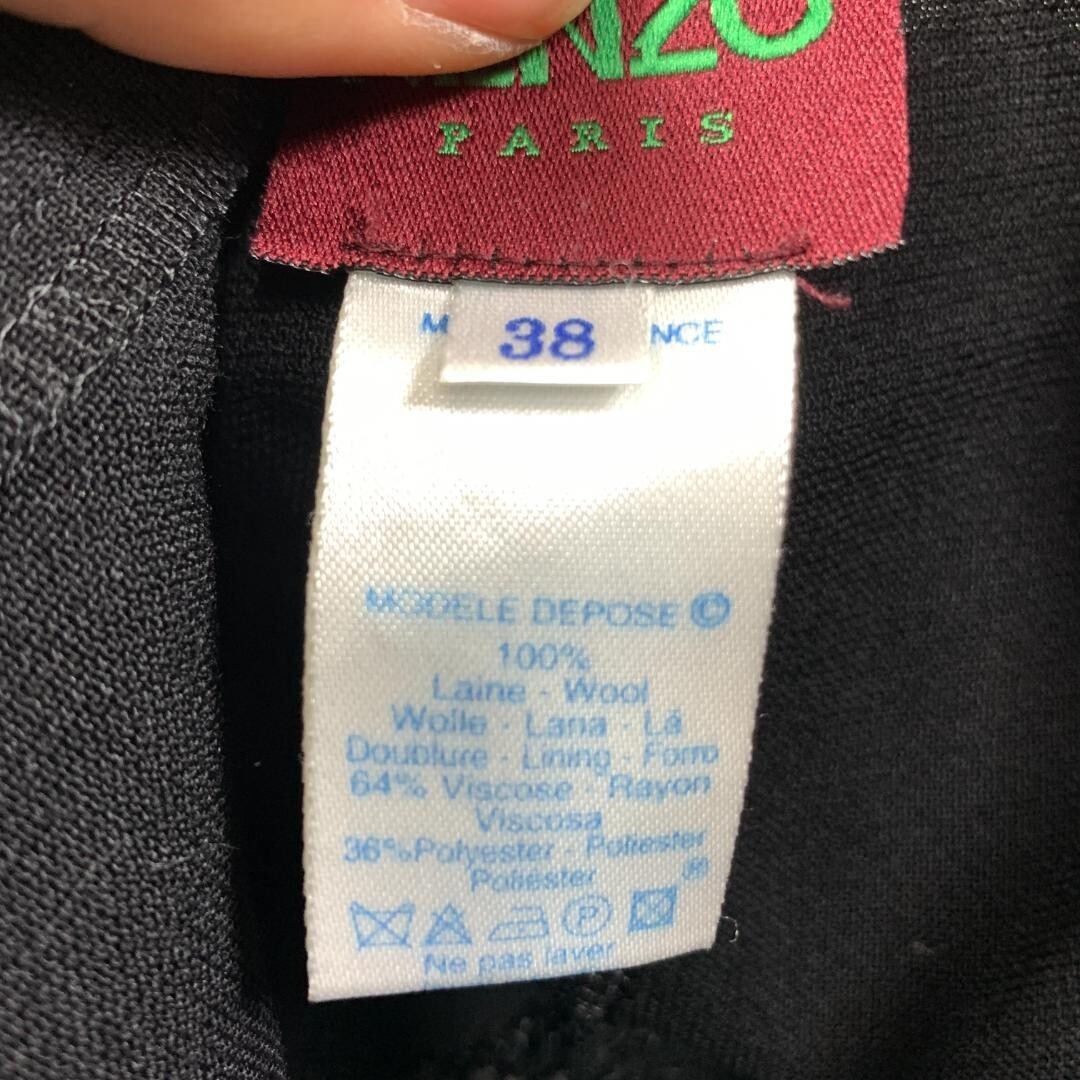 PARIS
38
MODELE DEPOSE ©
100%
Laine - Wool
Wolle - Lana - Lã
Doublure - Lining - Forro
64% Viscose - Rayon
Viscosa
36%Polyester - Poliester
Poliéster
P
Ne pas laver